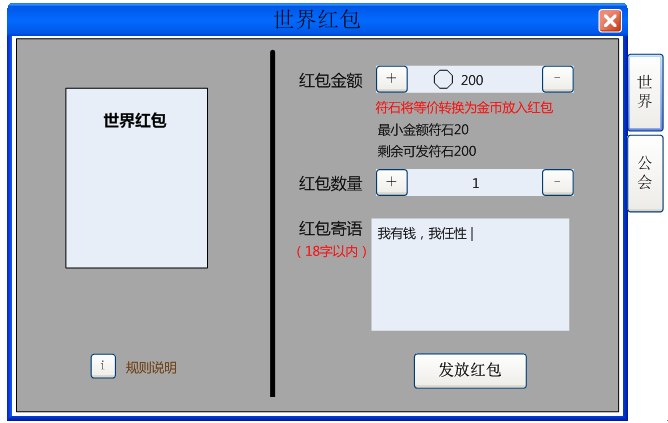 世界红包
世界
公会
世界红包
i 规则说明
红包金额 + 200 -
符石将等价转换为金币放入红包
最小金额符石20
剩余可发符石200
红包数量 + 1 -
红包寄语
（18字以内）
我有钱，我任性
发放红包